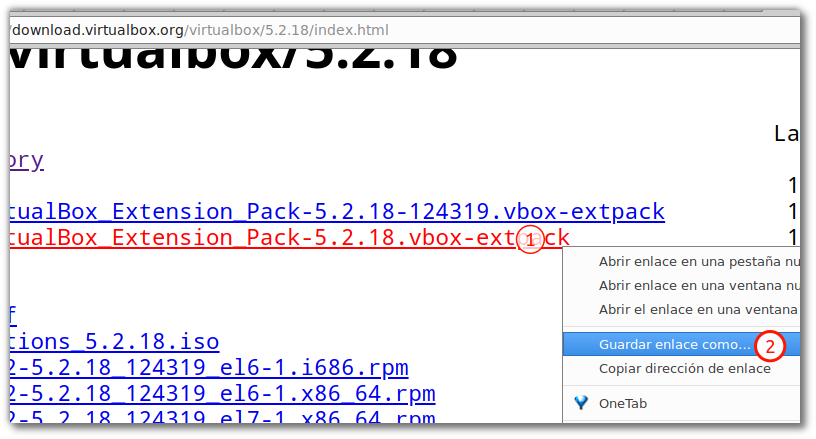 /download.virtualbox.org/virtualbox/5.2.18/index.html
virtualbox/5.2.18
La
ory
1
tualBox_Extension_Pack-5.2.18-124319.vbox-extpack
1
tualBox_Extension_Pack-5.2.18.vbox-extpack
1
1
Abrir enlace en una pestaña nu
Abrir enlace en una ventana nu
Abrir el enlace en una ventana
f
tions_5.2.18.iso
Guardar enlace como...
2
2-5.2.18_124319_el6-1.i686.rpm
Copiar dirección de enlace
2-5.2.18_124319_el6-1.x86_64.rpm
OneTab
2-5.2.18_124319_el7-1.x86_64.rpm